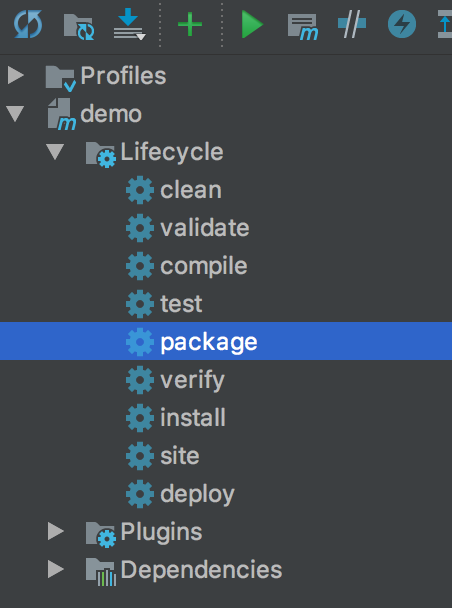 Profiles
demo
Lifecycle
clean
validate
compile
test
package
verify
install
site
deploy
Plugins
Dependencies